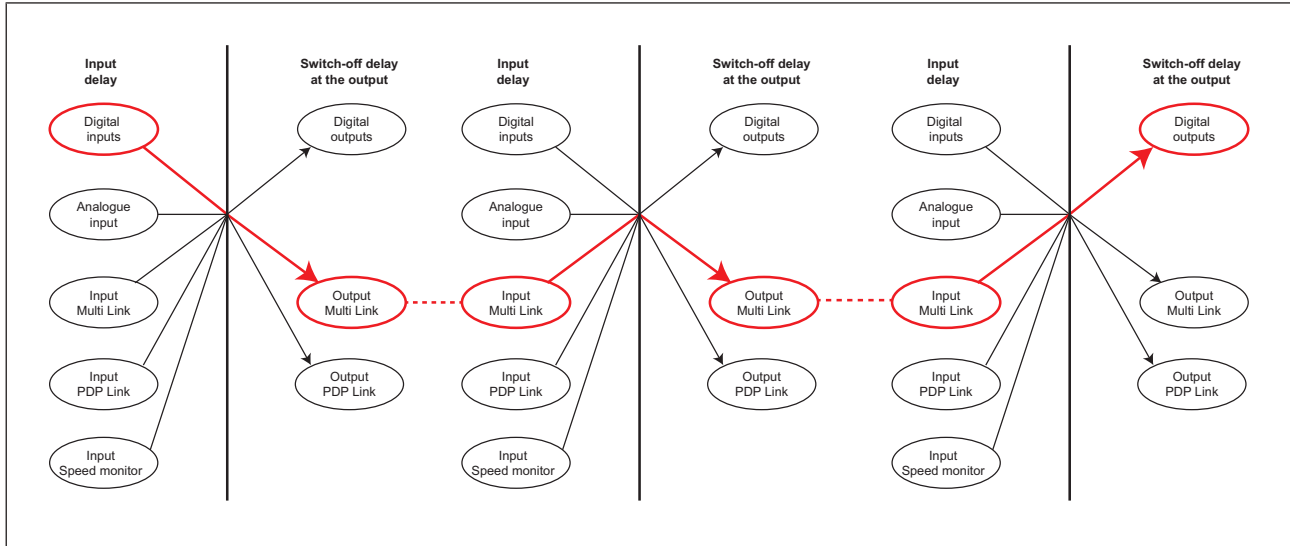 Input
delay
Switch-off delay
at the output
Input
delay
Switch-off delay
at the output
Input
delay
Switch-off delay
at the output
Digital
inputs
Digital
outputs
Digital
inputs
Digital
outputs
Digital
inputs
Digital
outputs
Analogue
input
Analogue
input
Analogue
input
Input
Multi Link
Output
Multi Link
Input
Multi Link
Output
Multi Link
Input
Multi Link
Output
Multi Link
Input
PDP Link
Output
PDP Link
Input
PDP Link
Output
PDP Link
Input
PDP Link
Output
PDP Link
Input
Speed monitor
Input
Speed monitor
Input
Speed monitor